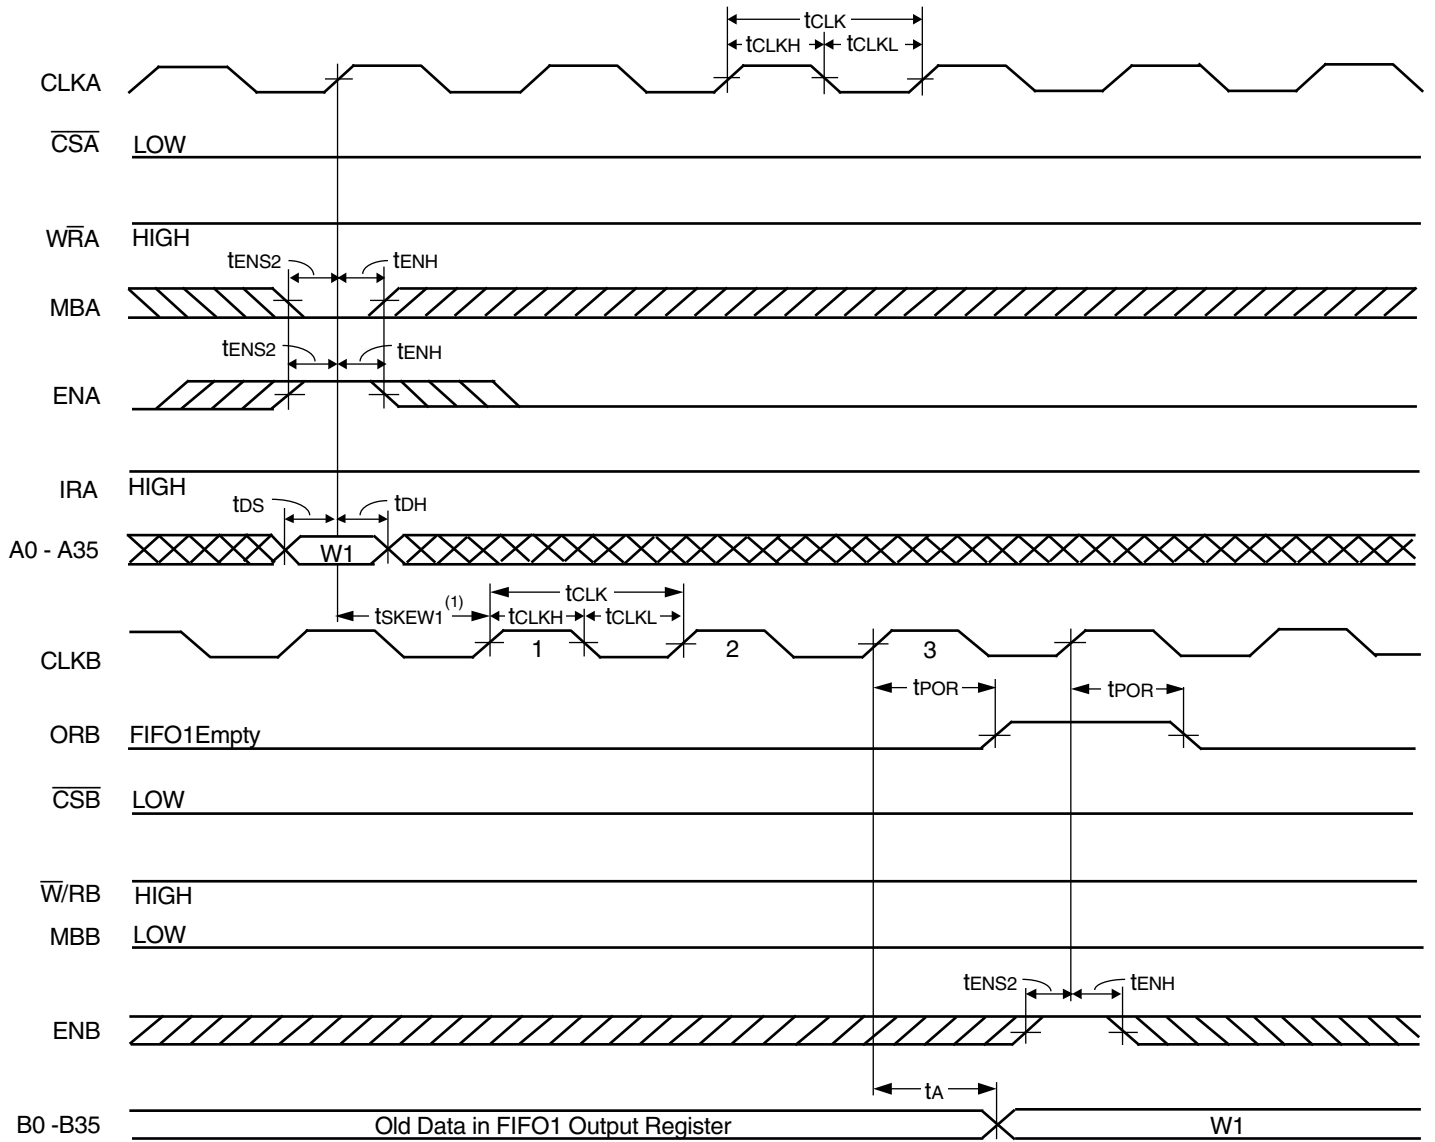 tCLK
tCLKH tCLKL
CLKA
CSA LOW
WRA HIGH
tENS2 tENH
MBA
tENS2 tENH
ENA
IRA HIGH
tDS tDH
A0 - A35 W1
tCLK
tSKEW1(1) tCLKH tCLKL
CLKB 1 2 3
tPOR tPOR
ORB FIFO1Empty
CSB LOW
W/RB HIGH
MBB LOW
tENS2 tENH
ENB
tA
B0 -B35 Old Data in FIFO1 Output Register W1